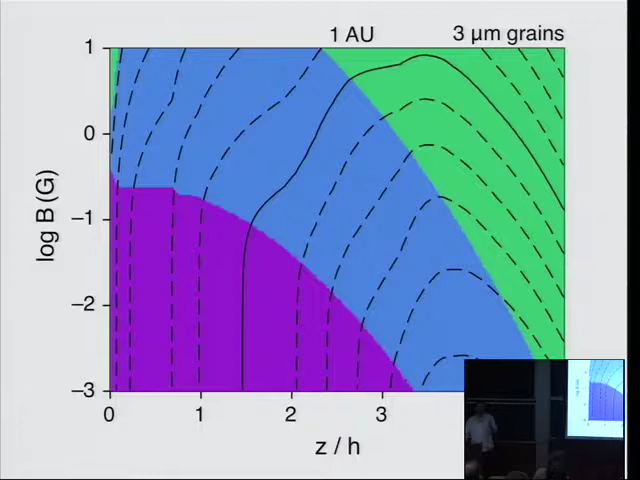 1 AU 3 µm grains
1
0
−1
−2
−3
log B (G)
0 1 2 3
z / h